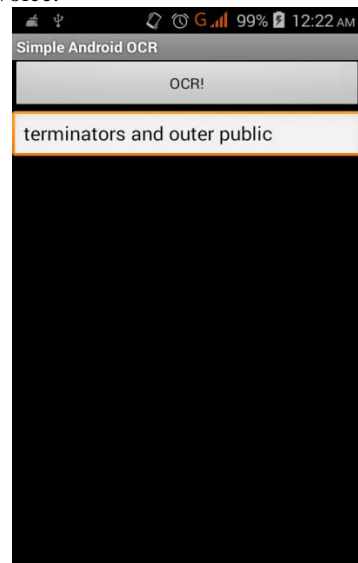 G 99% 12:22 AM
Simple Android OCR
OCR!
terminators and outer public